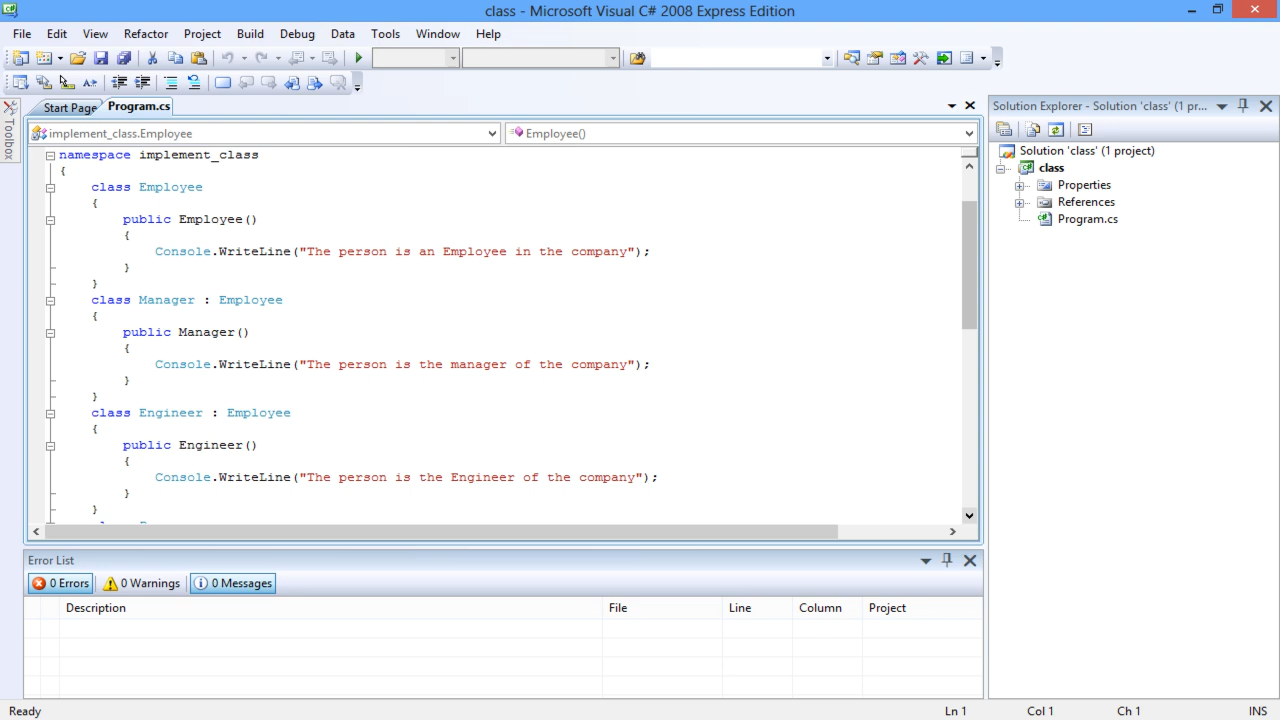 class - Microsoft Visual C# 2008 Express Edition
File Edit View Refactor Project Build Debug Data Tools Window Help
Toolbox
Start Page Program.cs
implement_class.Employee Employee()
namespace implement_class
{
class Employee
{
public Employee()
{
Console.WriteLine("The person is an Employee in the company");
}
}
class Manager : Employee
{
public Manager()
{
Console.WriteLine("The person is the manager of the company");
}
}
class Engineer : Employee
{
public Engineer()
{
Console.WriteLine("The person is the Engineer of the company");
}
}
Solution Explorer - Solution 'class' (1 pr...
Solution 'class' (1 project)
class
Properties
References
Program.cs
Error List
0 Errors 0 Warnings 0 Messages
Description File Line Column Project
Ready Ln 1 Col 1 Ch 1 INS